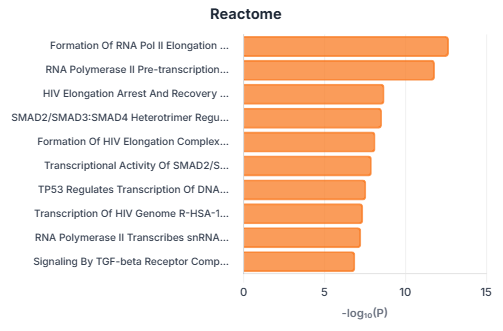 Reactome
Formation Of RNA Pol II Elongation ...
RNA Polymerase II Pre-transcription...
HIV Elongation Arrest And Recovery ...
SMAD2/SMAD3:SMAD4 Heterotrimer Regu...
Formation Of HIV Elongation Complex...
Transcriptional Activity Of SMAD2/S...
TP53 Regulates Transcription Of DNA...
Transcription Of HIV Genome R-HSA-1...
RNA Polymerase II Transcribes snRNA...
Signaling By TGF-beta Receptor Comp...
0 5 10 15
-log₁₀(P)